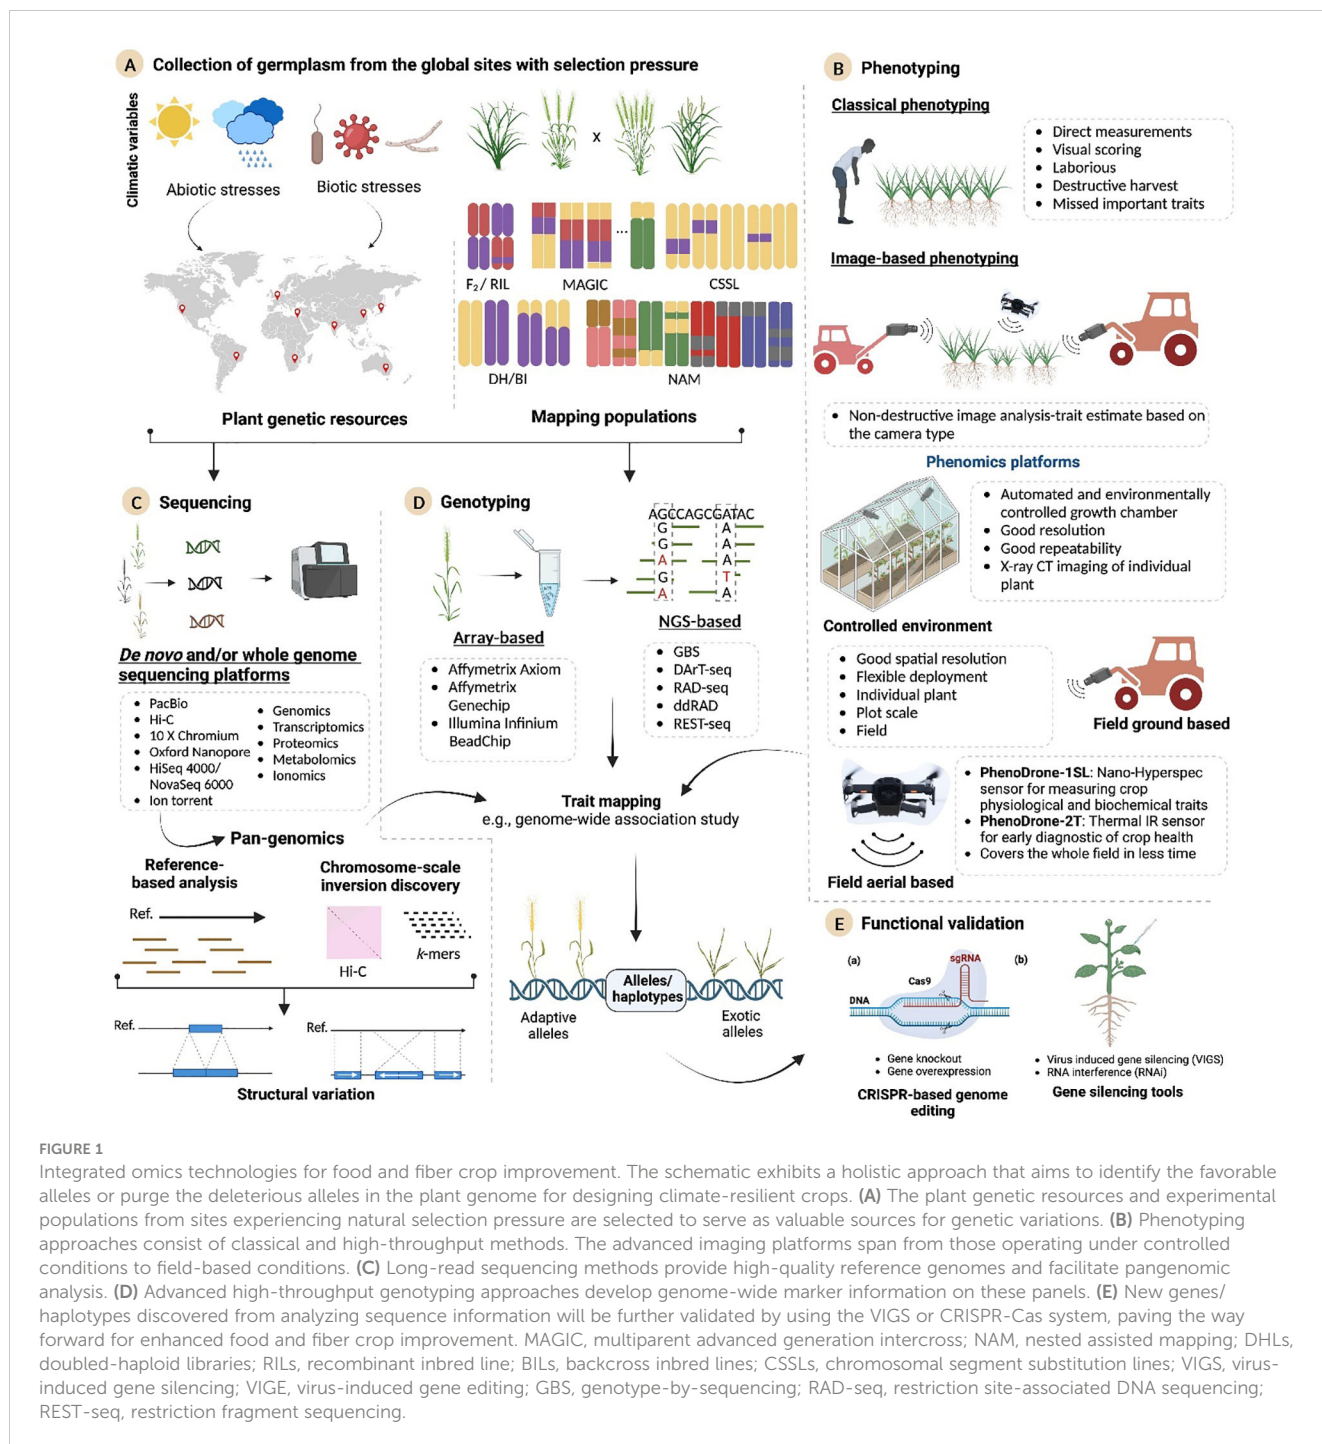 A Collection of germplasm from the global sites with selection pressure
Climatic variables
Abiotic stresses
Biotic stresses
x
...
F₂/ RIL
MAGIC
CSSL
DH/BI
NAM
Plant genetic resources
Mapping populations
B Phenotyping
Classical phenotyping
• Direct measurements
• Visual scoring
• Laborious
• Destructive harvest
• Missed important traits
Image-based phenotyping
• Non-destructive image analysis-trait estimate based on
the camera type
Phenomics platforms
• Automated and environmentally
controlled growth chamber
• Good resolution
• Good repeatability
• X-ray CT imaging of individual
plant
Controlled environment
• Good spatial resolution
• Flexible deployment
• Individual plant
• Plot scale
• Field
Field ground based
• PhenoDrone-1SL: Nano-Hyperspec
sensor for measuring crop
physiological and biochemical traits
• PhenoDrone-2T: Thermal IR sensor
for early diagnostic of crop health
• Covers the whole field in less time
Field aerial based
C Sequencing
De novo and/or whole genome
sequencing platforms
• PacBio
• Hi-C
• 10 X Chromium
• Oxford Nanopore
• HiSeq 4000/
NovaSeq 6000
• Ion torrent
• Genomics
• Transcriptomics
• Proteomics
• Metabolomics
• Ionomics
Pan-genomics
Reference-
based analysis
Ref.
Chromosome-scale
inversion discovery
Hi-C
k-mers
Ref.
Ref.
Structural variation
D Genotyping
AGCCAGCGATAC
G A
G A
A A
G T
A A
Array-based
• Affymetrix Axiom
• Affymetrix
Genechip
• Illumina Infinium
BeadChip
NGS-based
• GBS
• DArT-seq
• RAD-seq
• ddRAD
• REST-seq
Trait mapping
e.g., genome-wide association study
Alleles/
haplotypes
Adaptive
alleles
Exotic
alleles
E Functional validation
(a)
sgRNA
Cas9
DNA
• Gene knockout
• Gene overexpression
CRISPR-based genome
editing
(b)
• Virus induced gene silencing (VIGS)
• RNA interference (RNAi)
Gene silencing tools
FIGURE 1
Integrated omics technologies for food and fiber crop improvement. The schematic exhibits a holistic approach that aims to identify the favorable
alleles or purge the deleterious alleles in the plant genome for designing climate-resilient crops. (A) The plant genetic resources and experimental
populations from sites experiencing natural selection pressure are selected to serve as valuable sources for genetic variations. (B) Phenotyping
approaches consist of classical and high-throughput methods. The advanced imaging platforms span from those operating under controlled
conditions to field-based conditions. (C) Long-read sequencing methods provide high-quality reference genomes and facilitate pangenomic
analysis. (D) Advanced high-throughput genotyping approaches develop genome-wide marker information on these panels. (E) New genes/
haplotypes discovered from analyzing sequence information will be further validated by using the VIGS or CRISPR-Cas system, paving the way
forward for enhanced food and fiber crop improvement. MAGIC, multiparent advanced generation intercross; NAM, nested assisted mapping; DHLs,
doubled-haploid libraries; RILs, recombinant inbred line; BILs, backcross inbred lines; CSSLs, chromosomal segment substitution lines; VIGS, virus-
induced gene silencing; VIGE, virus-induced gene editing; GBS, genotype-by-sequencing; RAD-seq, restriction site-associated DNA sequencing;
REST-seq, restriction fragment sequencing.